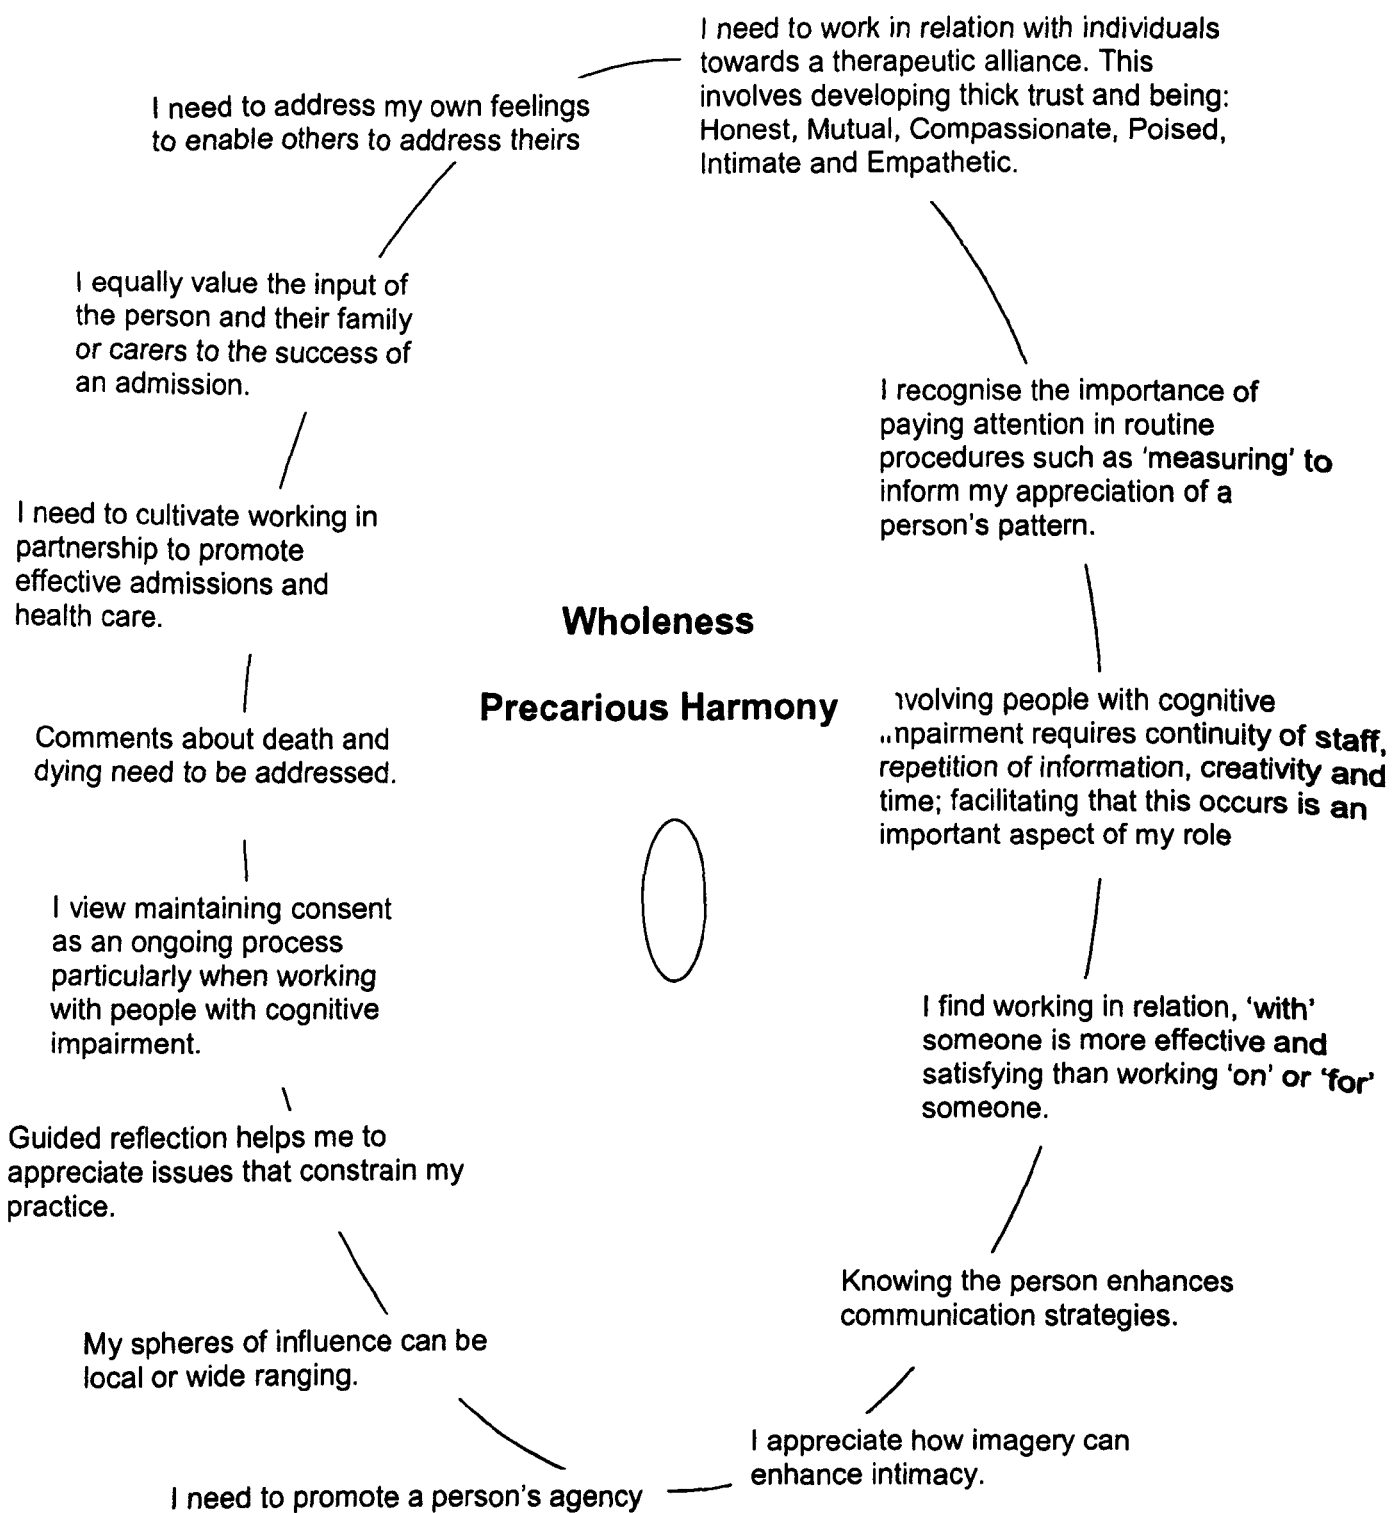 I need to work in relation with individuals
towards a therapeutic alliance. This
involves developing thick trust and being:
Honest, Mutual, Compassionate, Poised,
Intimate and Empathetic.
I recognise the importance of
paying attention in routine
procedures such as ‘measuring’ to
inform my appreciation of a
person’s pattern.
nvolving people with cognitive
mpairment requires continuity of staff,
repetition of information, creativity and
time; facilitating that this occurs is an
important aspect of my role
I find working in relation, ‘with’
someone is more effective and
satisfying than working ‘on’ or ‘for’
someone.
Knowing the person enhances
communication strategies.
I appreciate how imagery can
enhance intimacy.
I need to promote a person’s agency
My spheres of influence can be
local or wide ranging.
Guided reflection helps me to
appreciate issues that constrain my
practice.
I view maintaining consent
as an ongoing process
particularly when working
with people with cognitive
impairment.
Comments about death and
dying need to be addressed.
I need to cultivate working in
partnership to promote
effective admissions and
health care.
I equally value the input of
the person and their family
or carers to the success of
an admission.
I need to address my own feelings
to enable others to address theirs
Wholeness
Precarious Harmony